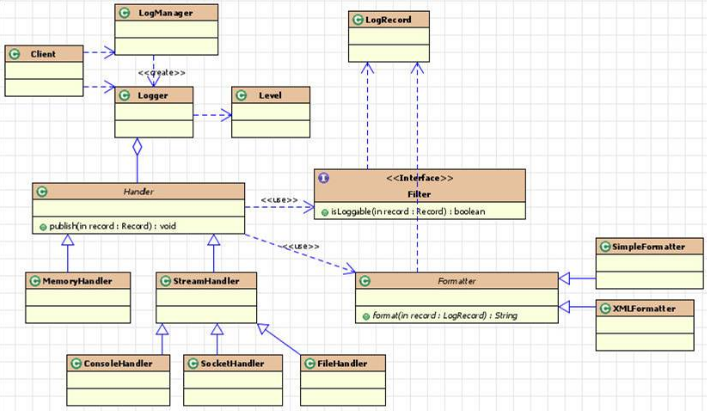 LogManager
LogRecord
Client
<<create>>
Logger
Level
<<Interface>>
Filter
isLoggable(in record : Record) : boolean
Handler
publish(in record : Record) : void
<<use>>
<<use>>
MemoryHandler
StreamHandler
Formatter
format(in record : LogRecord) : String
SimpleFormatter
XMLFormatter
ConsoleHandler
SocketHandler
FileHandler